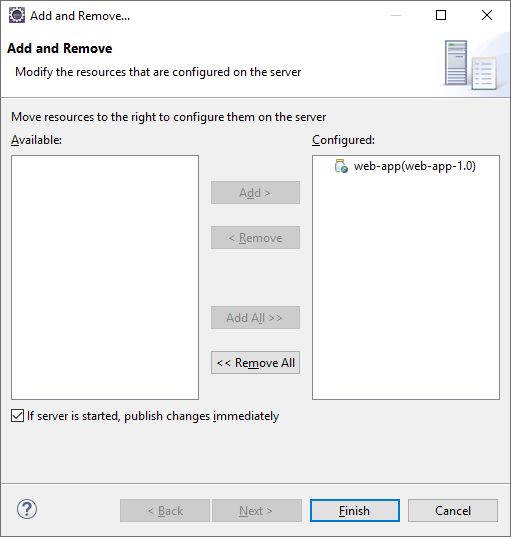 Add and Remove...
Add and Remove
Modify the resources that are configured on the server
Move resources to the right to configure them on the server
Available:
Configured:
web-app(web-app-1.0)
Add >
< Remove
Add All >>
<< Remove All
If server is started, publish changes immediately
?
< Back
Next >
Finish
Cancel